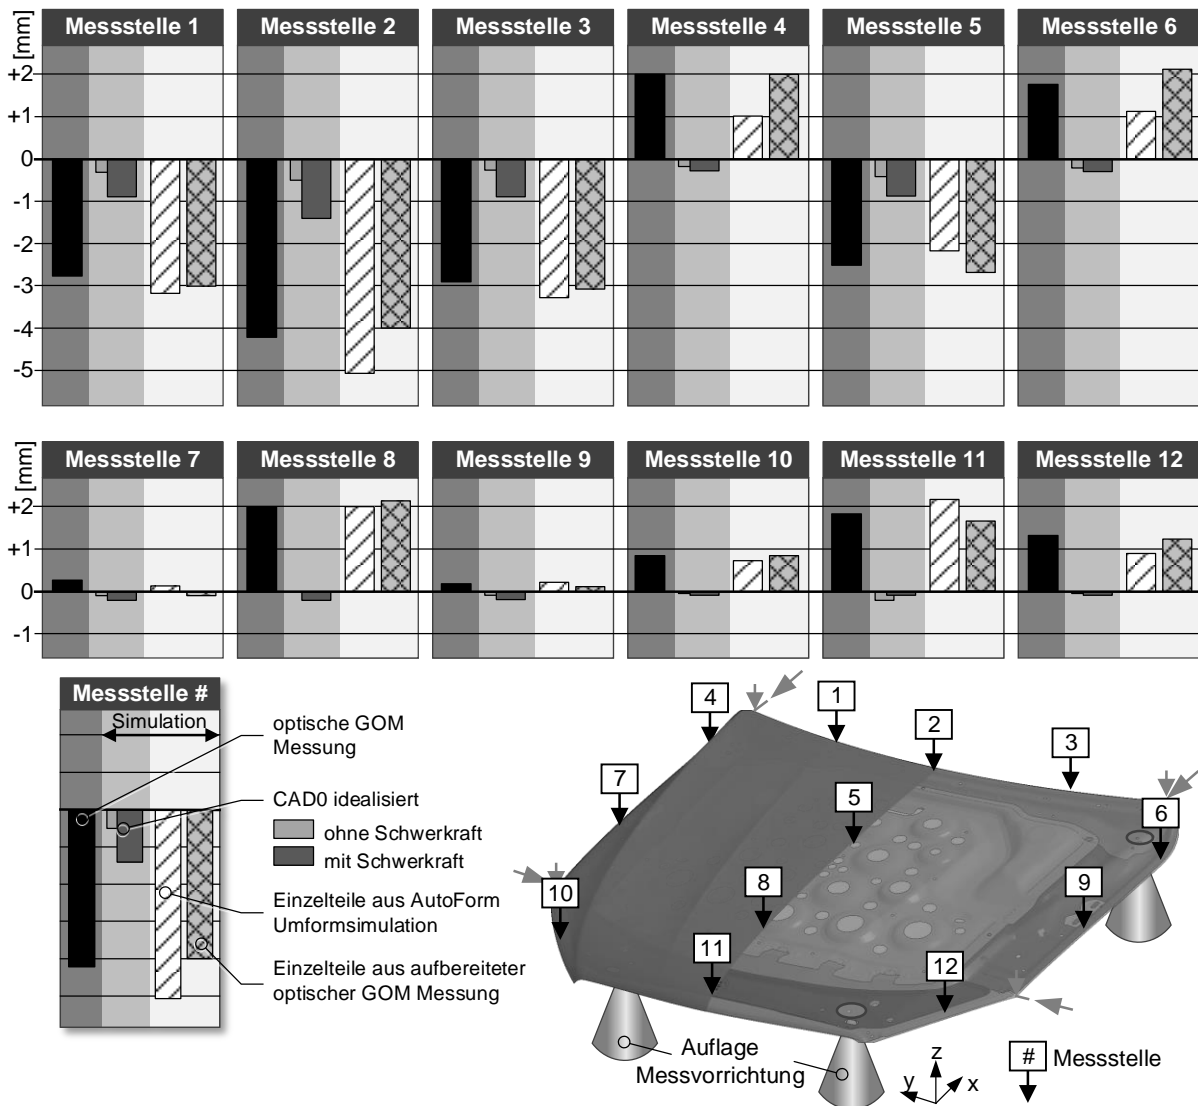 [mm]
Messstelle 1
Messstelle 2
Messstelle 3
Messstelle 4
Messstelle 5
Messstelle 6
+2
+1
0
-1
-2
-3
-4
-5
[mm]
Messstelle 7
Messstelle 8
Messstelle 9
Messstelle 10
Messstelle 11
Messstelle 12
+2
+1
0
-1
Messstelle #
Simulation
optische GOM
Messung
CAD0 idealisiert
ohne Schwerkraft
mit Schwerkraft
Einzelteile aus AutoForm
Umformsimulation
Einzelteile aus aufbereiteter
optischer GOM Messung
4
1
2
3
7
5
6
10
8
9
11
12
Auflage
Messvorrichtung
z
y
x
# Messstelle